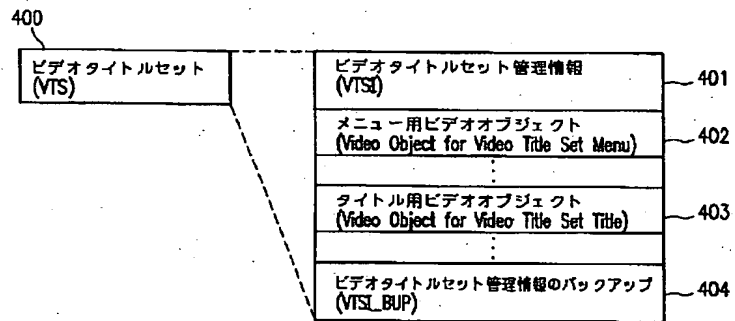 400
ビデオタイトルセット
(VTS)
ビデオタイトルセット管理情報
(VTSI)
401
メニュー用ビデオオブジェクト
(Video Object for Video Title Set Menu)
402
タイトル用ビデオオブジェクト
(Video Object for Video Title Set Title)
403
ビデオタイトルセット管理情報のバックアップ
(VTSI_BUP)
404